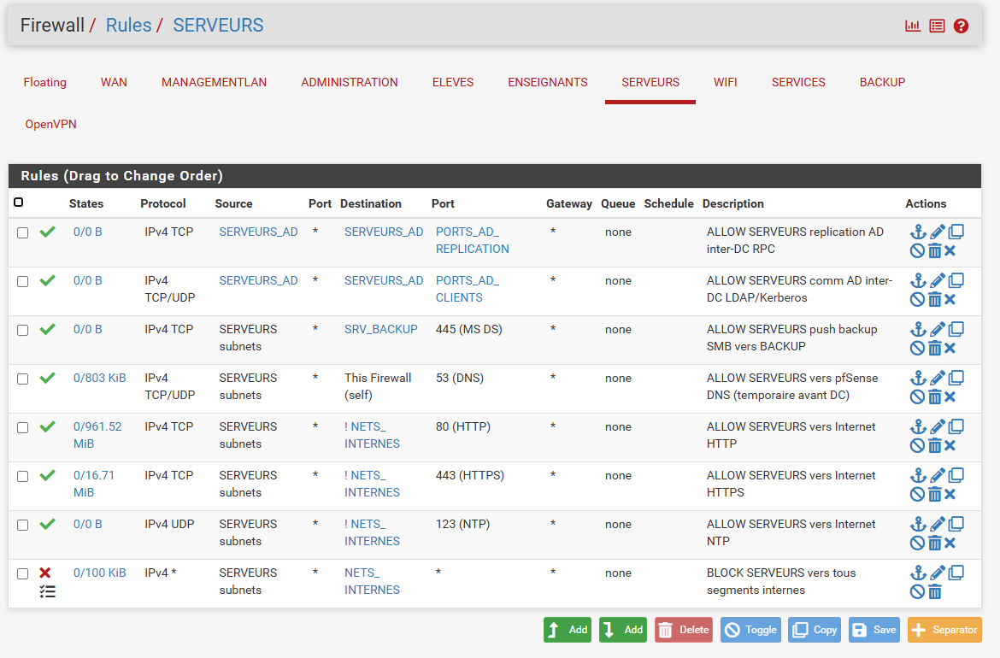 Firewall / Rules / SERVEURS
Floating WAN MANAGEMENTLAN ADMINISTRATION ELEVES ENSEIGNANTS SERVEURS WIFI SERVICES BACKUP
OpenVPN
Rules (Drag to Change Order)
States Protocol Source Port Destination Port Gateway Queue Schedule Description Actions
0/0 B IPv4 TCP SERVEURS_AD * SERVEURS_AD PORTS_AD_ * none ALLOW SERVEURS replication AD
REPLICATION inter-DC RPC
0/0 B IPv4 SERVEURS_AD * SERVEURS_AD PORTS_AD_ * none ALLOW SERVEURS comm AD inter-
TCP/UDP CLIENTS DC LDAP/Kerberos
0/0 B IPv4 TCP SERVEURS * SRV_BACKUP 445 (MS DS) * none ALLOW SERVEURS push backup
subnets SMB vers BACKUP
0/803 KiB IPv4 SERVEURS * This Firewall 53 (DNS) * none ALLOW SERVEURS vers pfSense
TCP/UDP subnets (self) DNS (temporaire avant DC)
0/961.52 IPv4 TCP SERVEURS * ! NETS_ 80 (HTTP) * none ALLOW SERVEURS vers Internet
MiB subnets INTERNES HTTP
0/16.71 IPv4 TCP SERVEURS * ! NETS_ 443 (HTTPS) * none ALLOW SERVEURS vers Internet
MiB subnets INTERNES HTTPS
0/0 B IPv4 UDP SERVEURS * ! NETS_ 123 (NTP) * none ALLOW SERVEURS vers Internet
subnets INTERNES NTP
0/100 KiB IPv4 * SERVEURS * NETS_ * * none BLOCK SERVEURS vers tous
subnets INTERNES segments internes
Add Add Delete Toggle Copy Save Separator